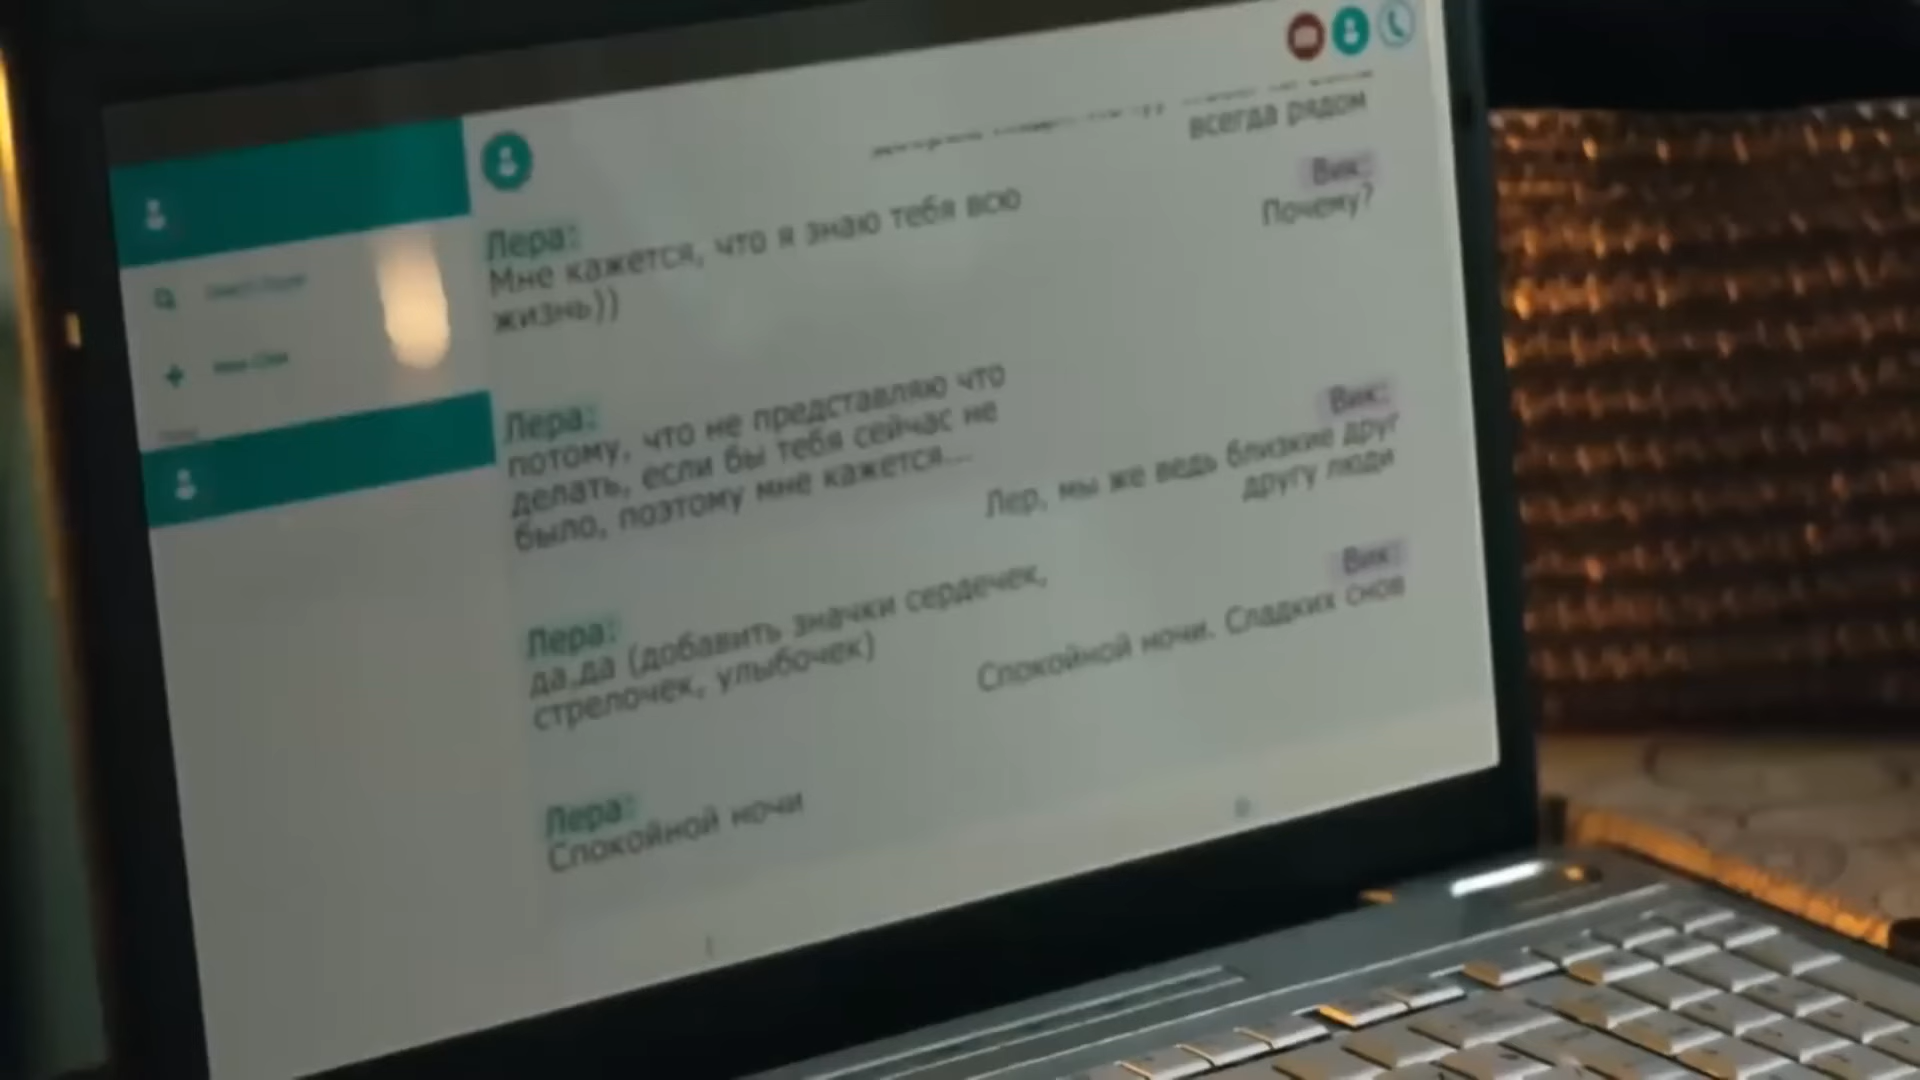 всегда рядом
Вик:
Почему?
Лера:
Мне кажется, что я знаю тебя всю
жизнь))
Лера:
потому, что не представляю что
делать, если бы тебя сейчас не
было, поэтому мне кажется...
Вик:
Лер, мы же ведь близкие друг
другу люди
Лера:
да,да (добавить значки сердечек,
стрелочек, улыбочек)
Вик:
Спокойной ночи. Сладких снов
Лера:
Спокойной ночи